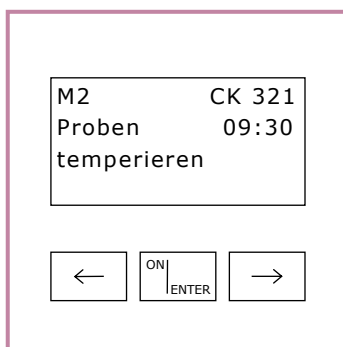 M2 CK 321
Proben 09:30
temperieren
← ON ENTER →